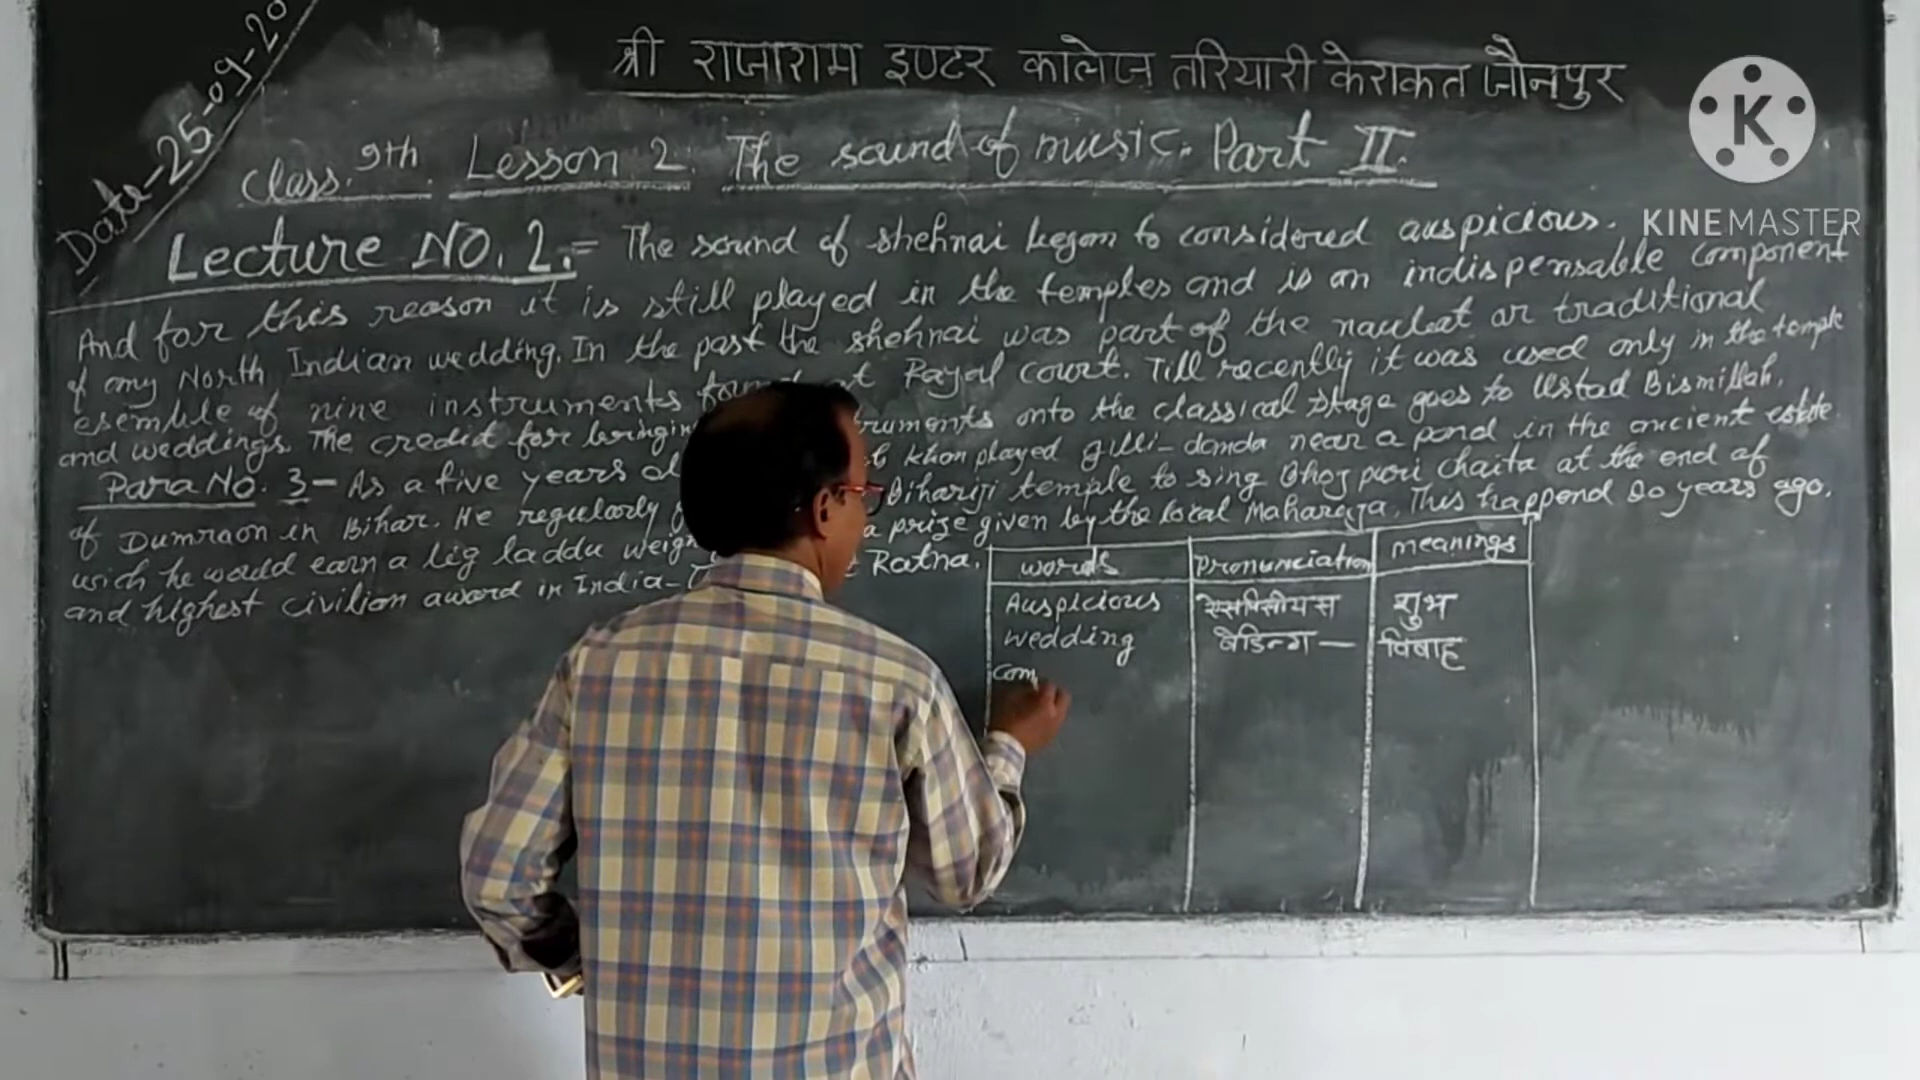 Date-25-09-20
श्री राजाराम इण्टर कालेज तरियारी केराकत जौनपुर
Class. 9th. Lesson 2. The sound of music. Part II.
Lecture NO. 2.= The sound of shehnai began to considered auspicious.
And for this reason it is still played in the temples and is an indispensable component
of any North Indian wedding. In the past the shehnai was part of the naubat or traditional
esemble of nine instruments found at Rayal court. Till recently it was used only in the temple
and weddings. The credit for bringing ruments onto the classical stage goes to Ustad Bismillah.
Para No. 3- As a five years ol khan played gilli-danda near a pond in the ancient estate
of Dumraon in Bihar. He regularly Bihariji temple to sing Bhojpuri Chaita at the end of
wich he would earn a big laddu weigh a prize given by the local Maharaja. This happend 80 years ago.
and highest civilian award in India- Ratna.
words pronunciation meanings
Auspicious ऐसपिसीयस शुभ
wedding बेडिन्ग — विबाह
com
K
KINEMASTER